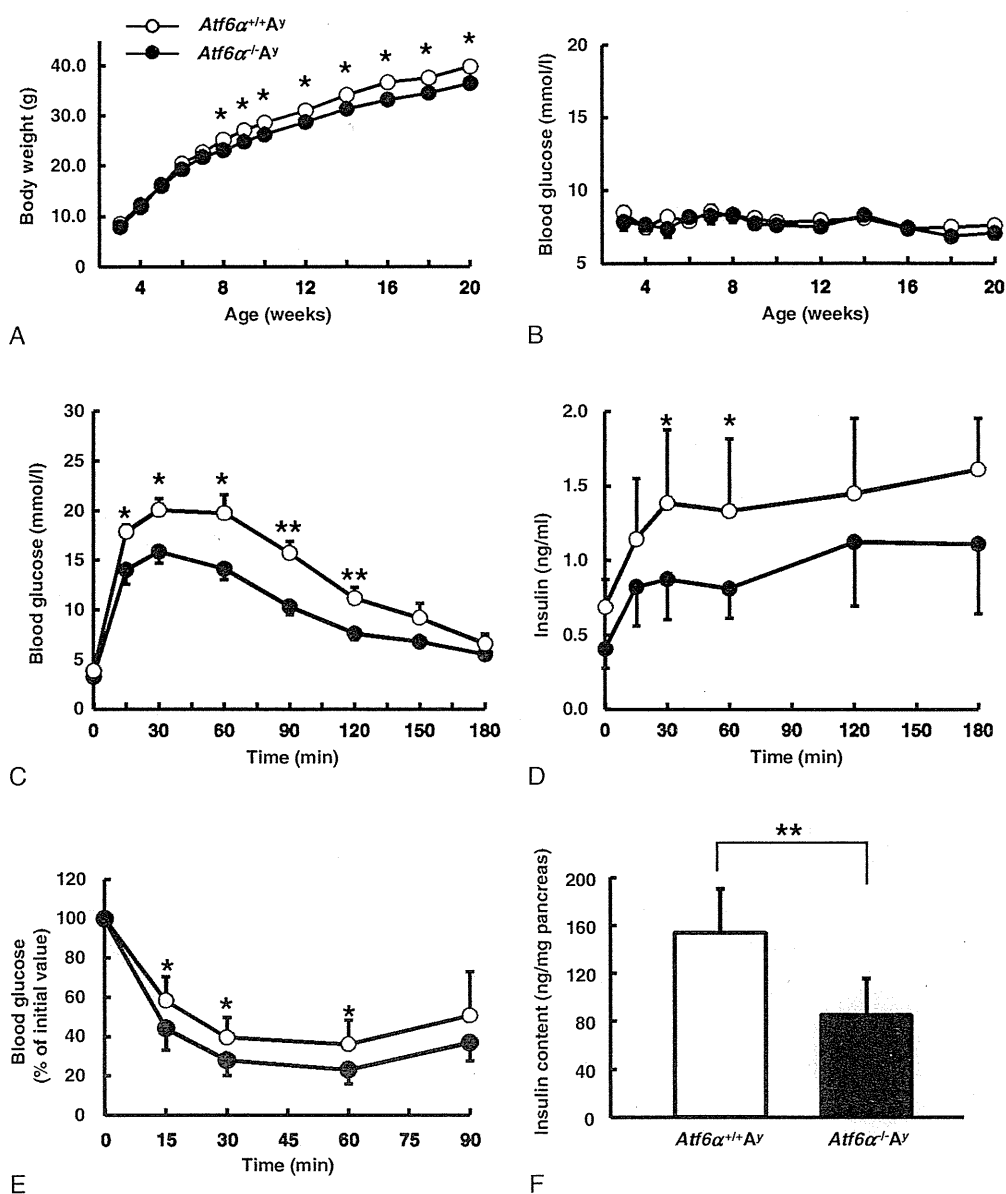 Atf6α+/+Ay
Atf6α-/-Ay
Body weight (g)
40.0
30.0
20.0
10.0
0
* * * * * * * * *
4 8 12 16 20
Age (weeks)
A
Blood glucose (mmol/l)
20
15
10
5
4 8 12 16 20
Age (weeks)
B
Blood glucose (mmol/l)
30
25
20
15
10
5
0
* * * ** **
0 30 60 90 120 150 180
Time (min)
C
Insulin (ng/ml)
2.0
1.5
1.0
0.5
0.0
* *
0 30 60 90 120 150 180
Time (min)
D
Blood glucose
(% of initial value)
120
100
80
60
40
20
0
* * *
0 15 30 45 60 75 90
Time (min)
E
Insulin content (ng/mg pancreas)
200
160
120
80
40
0
**
Atf6α+/+Ay
Atf6α-/-Ay
F